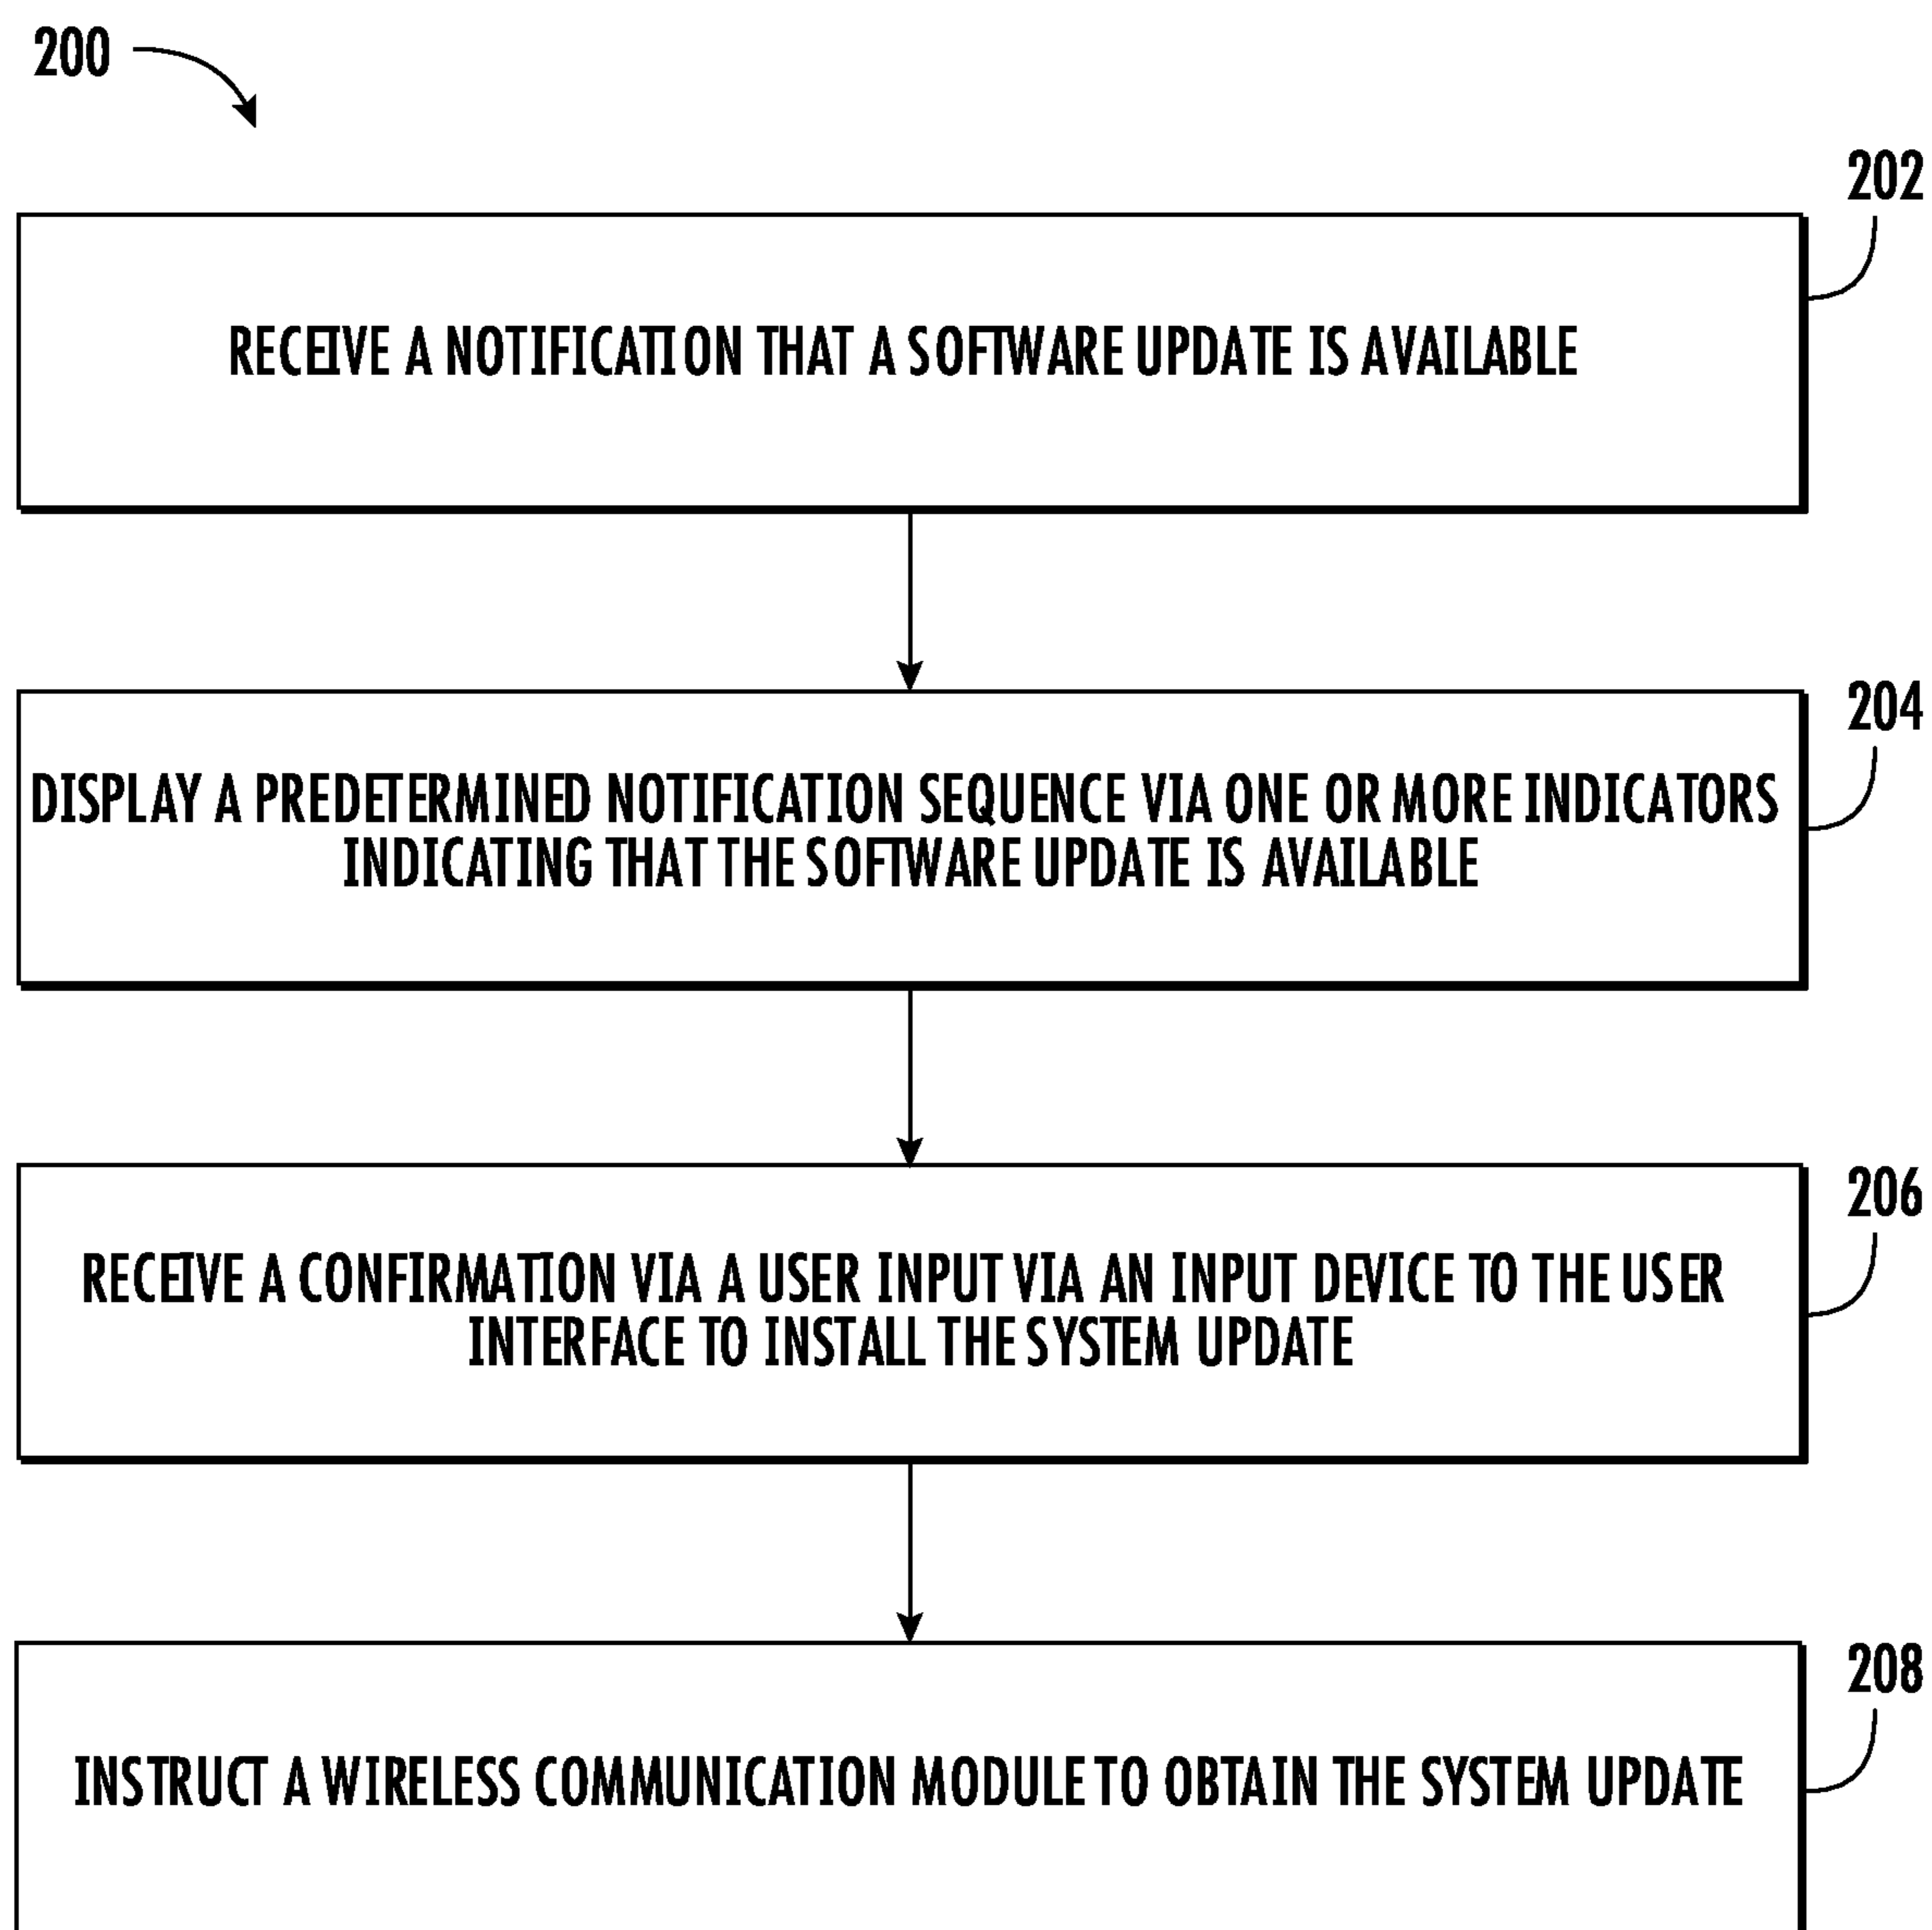 200
202
RECEIVE A NOTIFICATION THAT A SOFTWARE UPDATE IS AVAILABLE
204
DISPLAY A PREDETERMINED NOTIFICATION SEQUENCE VIA ONE OR MORE INDICATORS
INDICATING THAT THE SOFTWARE UPDATE IS AVAILABLE
206
RECEIVE A CONFIRMATION VIA A USER INPUT VIA AN INPUT DEVICE TO THE USER
INTERFACE TO INSTALL THE SYSTEM UPDATE
208
INSTRUCT A WIRELESS COMMUNICATION MODULE TO OBTAIN THE SYSTEM UPDATE